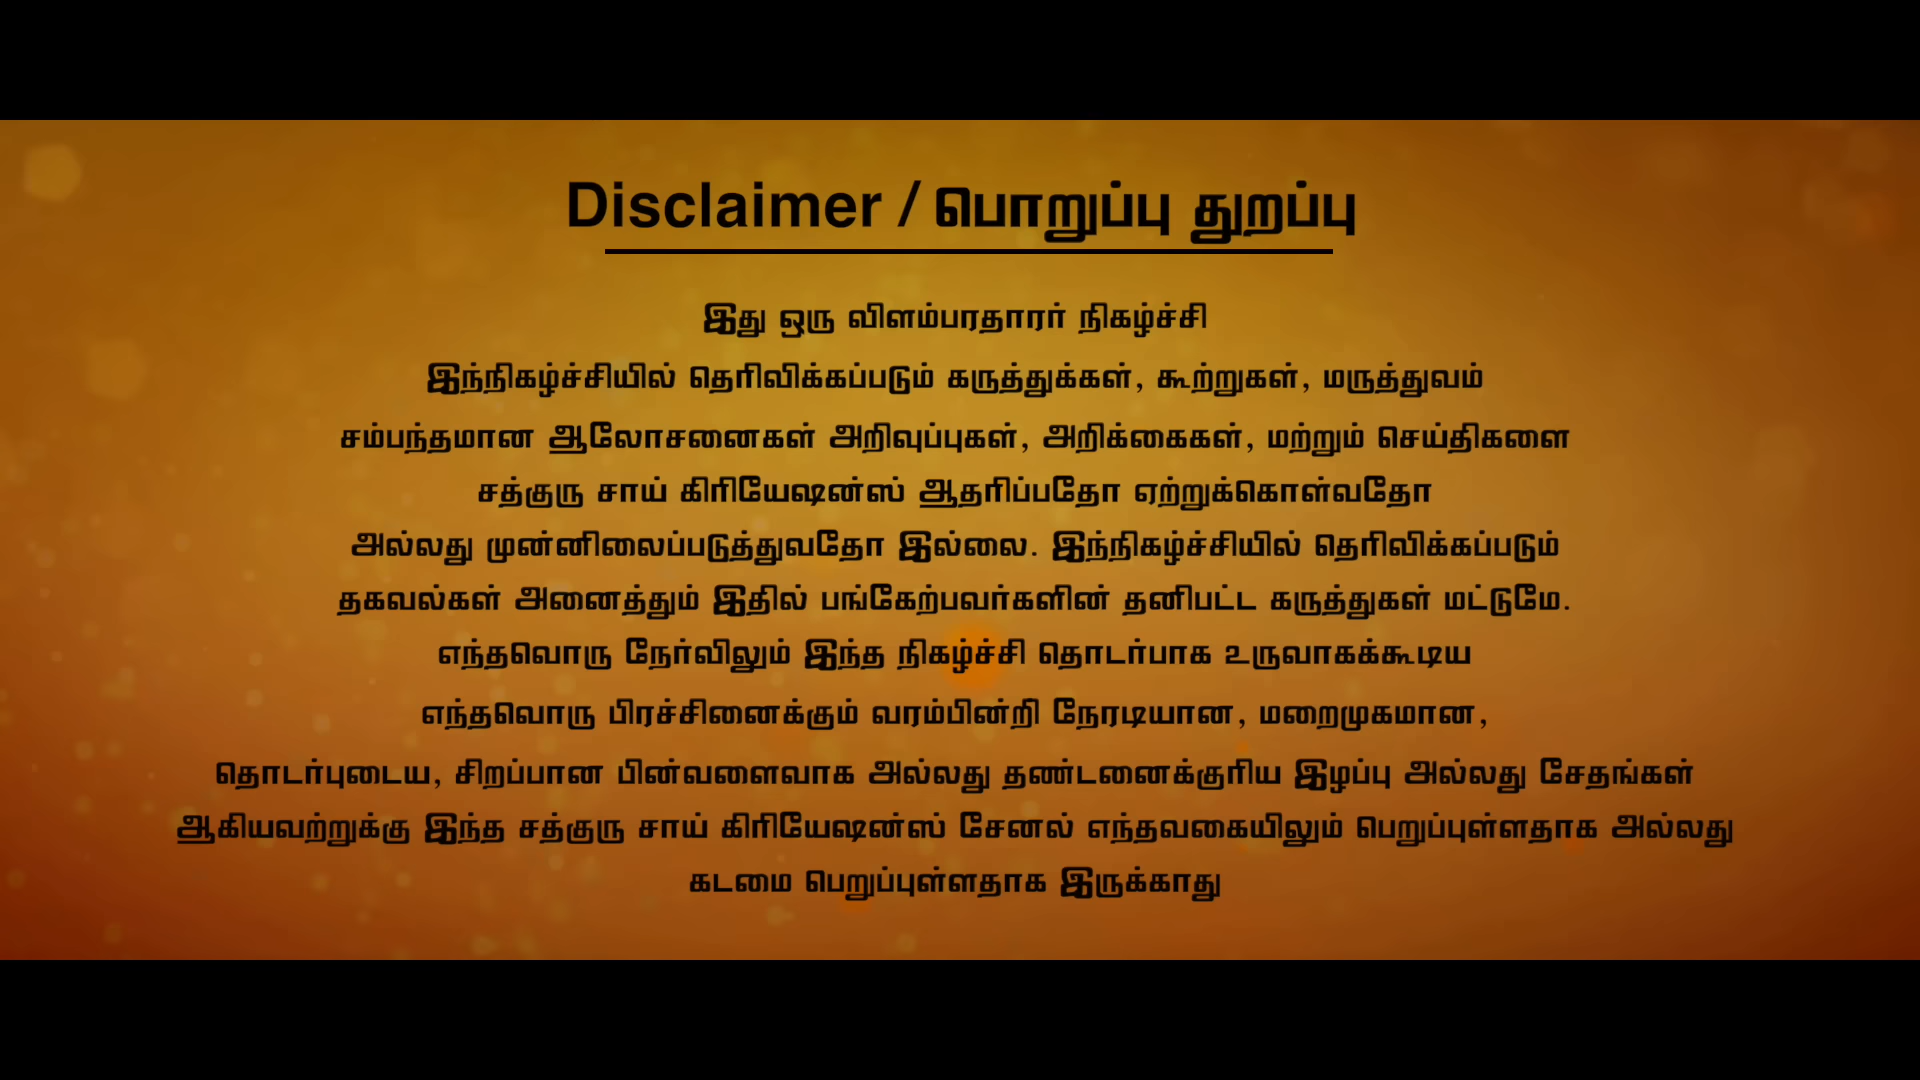 Disclaimer / பொறுப்பு துறப்பு
இது ஒரு விளம்பரதாரர் நிகழ்ச்சி
இந்நிகழ்ச்சியில் தெரிவிக்கப்படும் கருத்துக்கள், கூற்றுகள், மருத்துவம்
சம்பந்தமான ஆலோசனைகள் அறிவுப்புகள், அறிக்கைகள், மற்றும் செய்திகளை
சத்குரு சாய் கிரியேஷன்ஸ் ஆதரிப்பதோ ஏற்றுக்கொள்வதோ
அல்லது முன்னிலைப்படுத்துவதோ இல்லை. இந்நிகழ்ச்சியில் தெரிவிக்கப்படும்
தகவல்கள் அனைத்தும் இதில் பங்கேற்பவர்களின் தனிபட்ட கருத்துகள் மட்டுமே.
எந்தவொரு நேர்விலும் இந்த நிகழ்ச்சி தொடர்பாக உருவாகக்கூடிய
எந்தவொரு பிரச்சினைக்கும் வரம்பின்றி நேரடியான, மறைமுகமான,
தொடர்புடைய, சிறப்பான பின்வளைவாக அல்லது தண்டனைக்குரிய இழப்பு அல்லது சேதங்கள்
ஆகியவற்றுக்கு இந்த சத்குரு சாய் கிரியேஷன்ஸ் சேனல் எந்தவகையிலும் பெறுப்புள்ளதாக அல்லது
கடமை பெறுப்புள்ளதாக இருக்காது